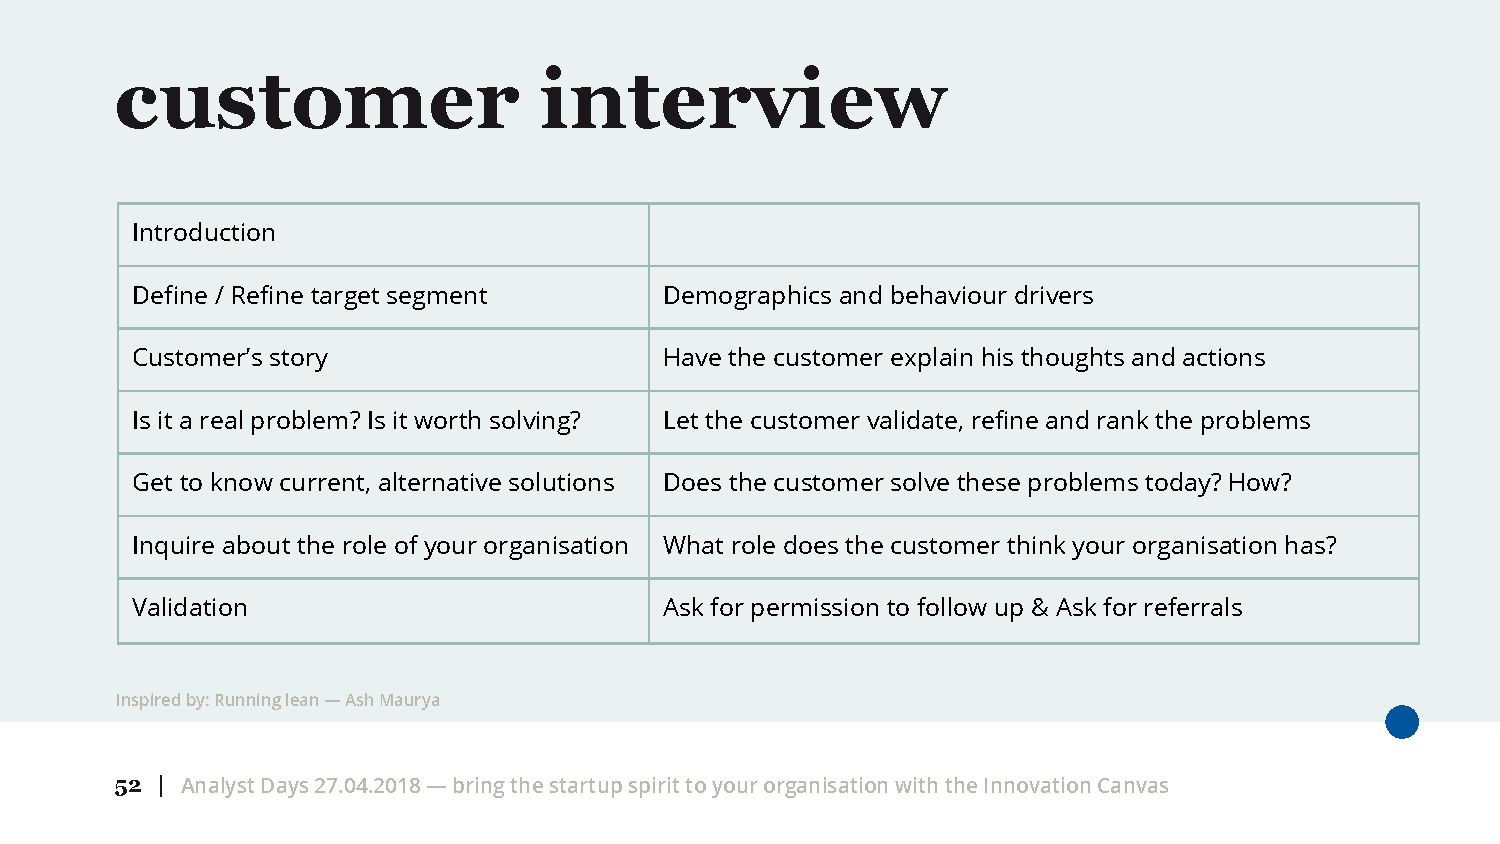 customer interview
Introduction
Define / Refine target segment
Demographics and behaviour drivers
Customer’s story
Have the customer explain his thoughts and actions
Is it a real problem? Is it worth solving?
Let the customer validate, refine and rank the problems
Get to know current, alternative solutions
Does the customer solve these problems today? How?
Inquire about the role of your organisation
What role does the customer think your organisation has?
Validation
Ask for permission to follow up & Ask for referrals
Inspired by: Running lean — Ash Maurya
52 | Analyst Days 27.04.2018 — bring the startup spirit to your organisation with the Innovation Canvas